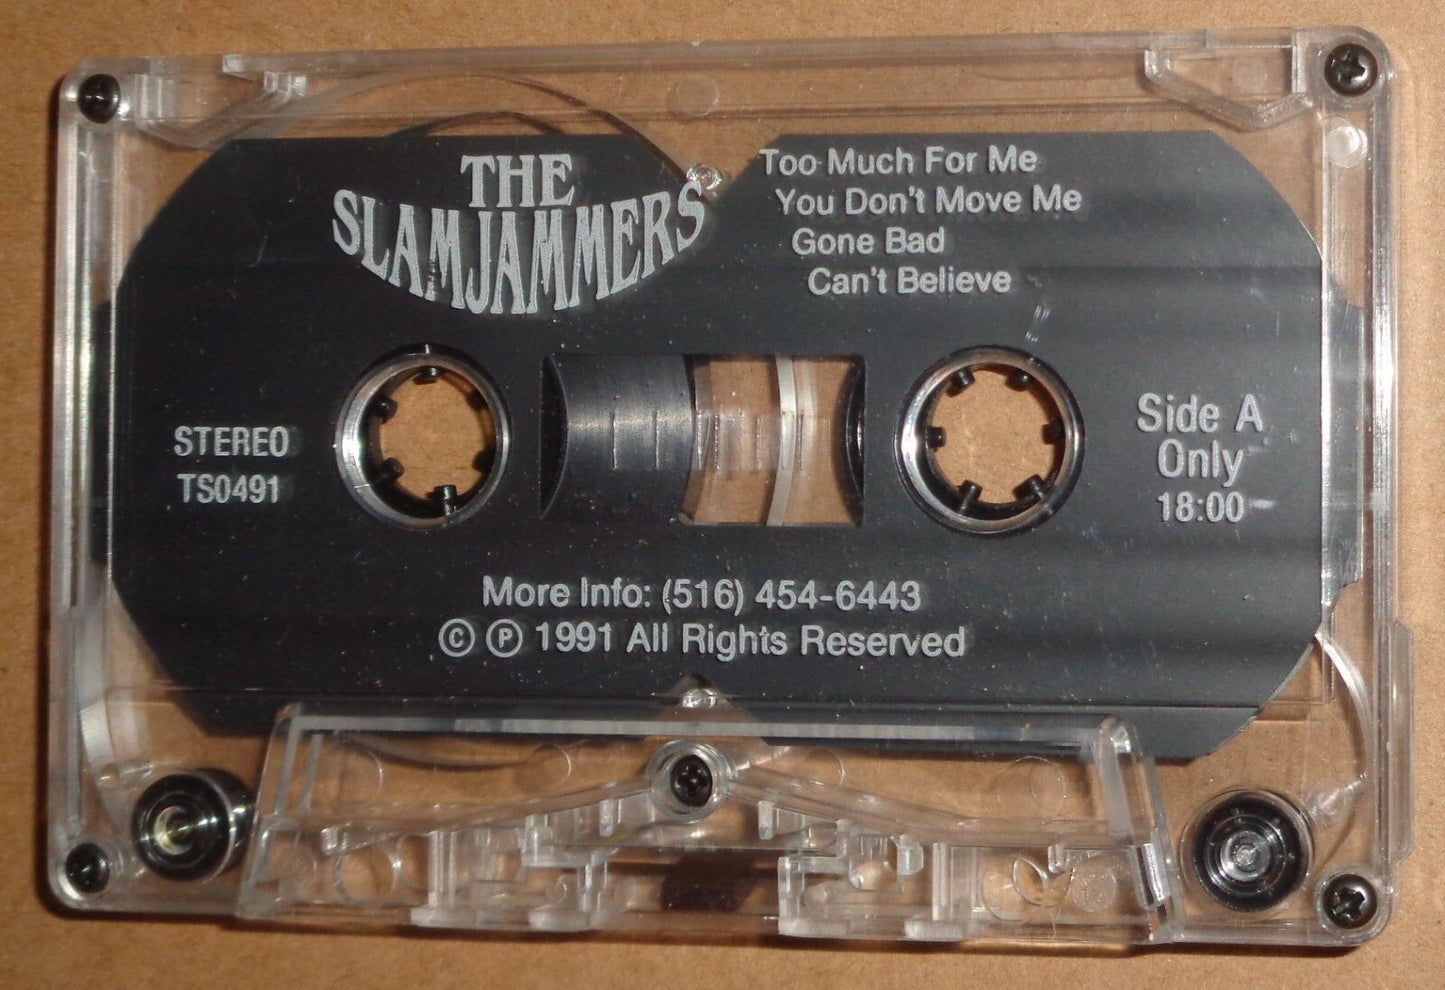 THE
SLAMJAMMERS
Too Much For Me
You Don't Move Me
Gone Bad
Can't Believe
STEREO
TS0491
Side A
Only
18:00
More Info: (516) 454-6443
© ℗ 1991 All Rights Reserved